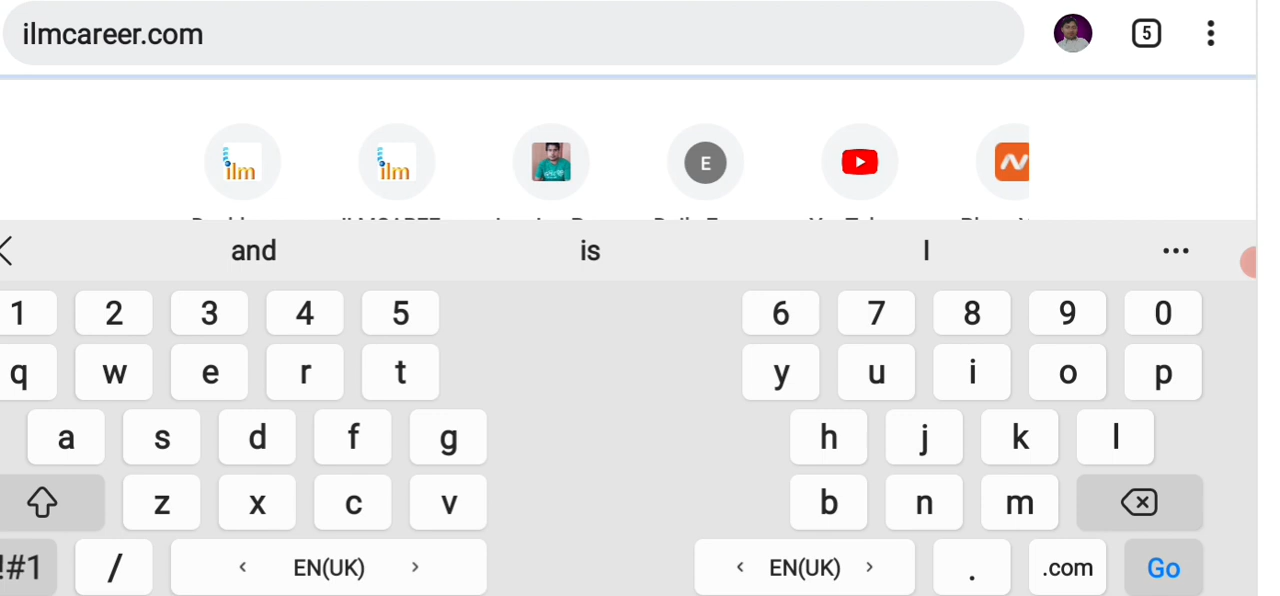 ilmcareer.com
5
ilm
ilm
E
and is I
1 2 3 4 5 6 7 8 9 0
q w e r t y u i o p
a s d f g h j k l
z x c v b n m
!#1 / EN(UK) EN(UK) . .com Go